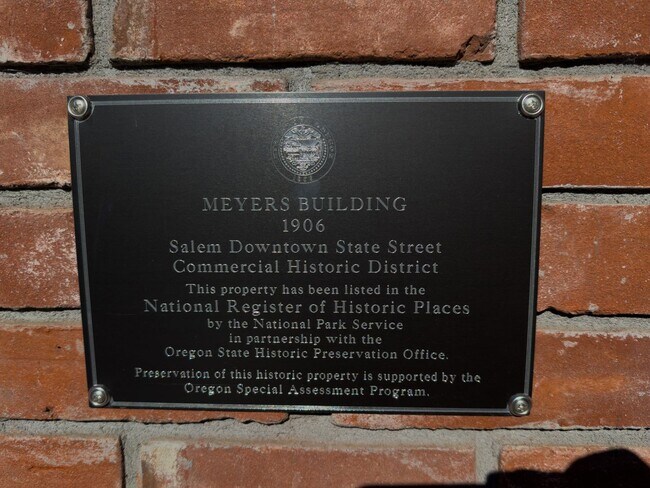 MEYERS BUILDING
1906
Salem Downtown State Street
Commercial Historic District
This property has been listed in the
National Register of Historic Places
by the National Park Service
in partnership with the
Oregon State Historic Preservation Office.
Preservation of this historic property is supported by the
Oregon Special Assessment Program.